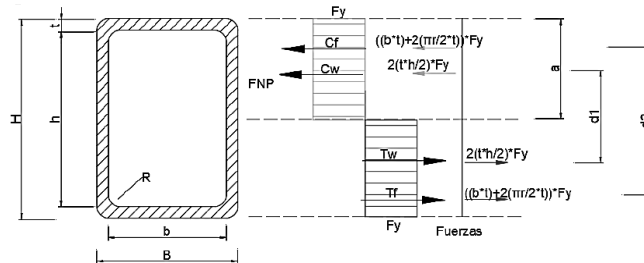 Fy
t
Cf
((b*t)+2(πr/2*t))*Fy
Cw
2(t*h/2)*Fy
FNP
a
H
h
d1
d2
Tw
2(t*h/2)*Fy
R
Tf
((b*t)+2(πr/2*t))*Fy
b
Fy
Fuerzas
B